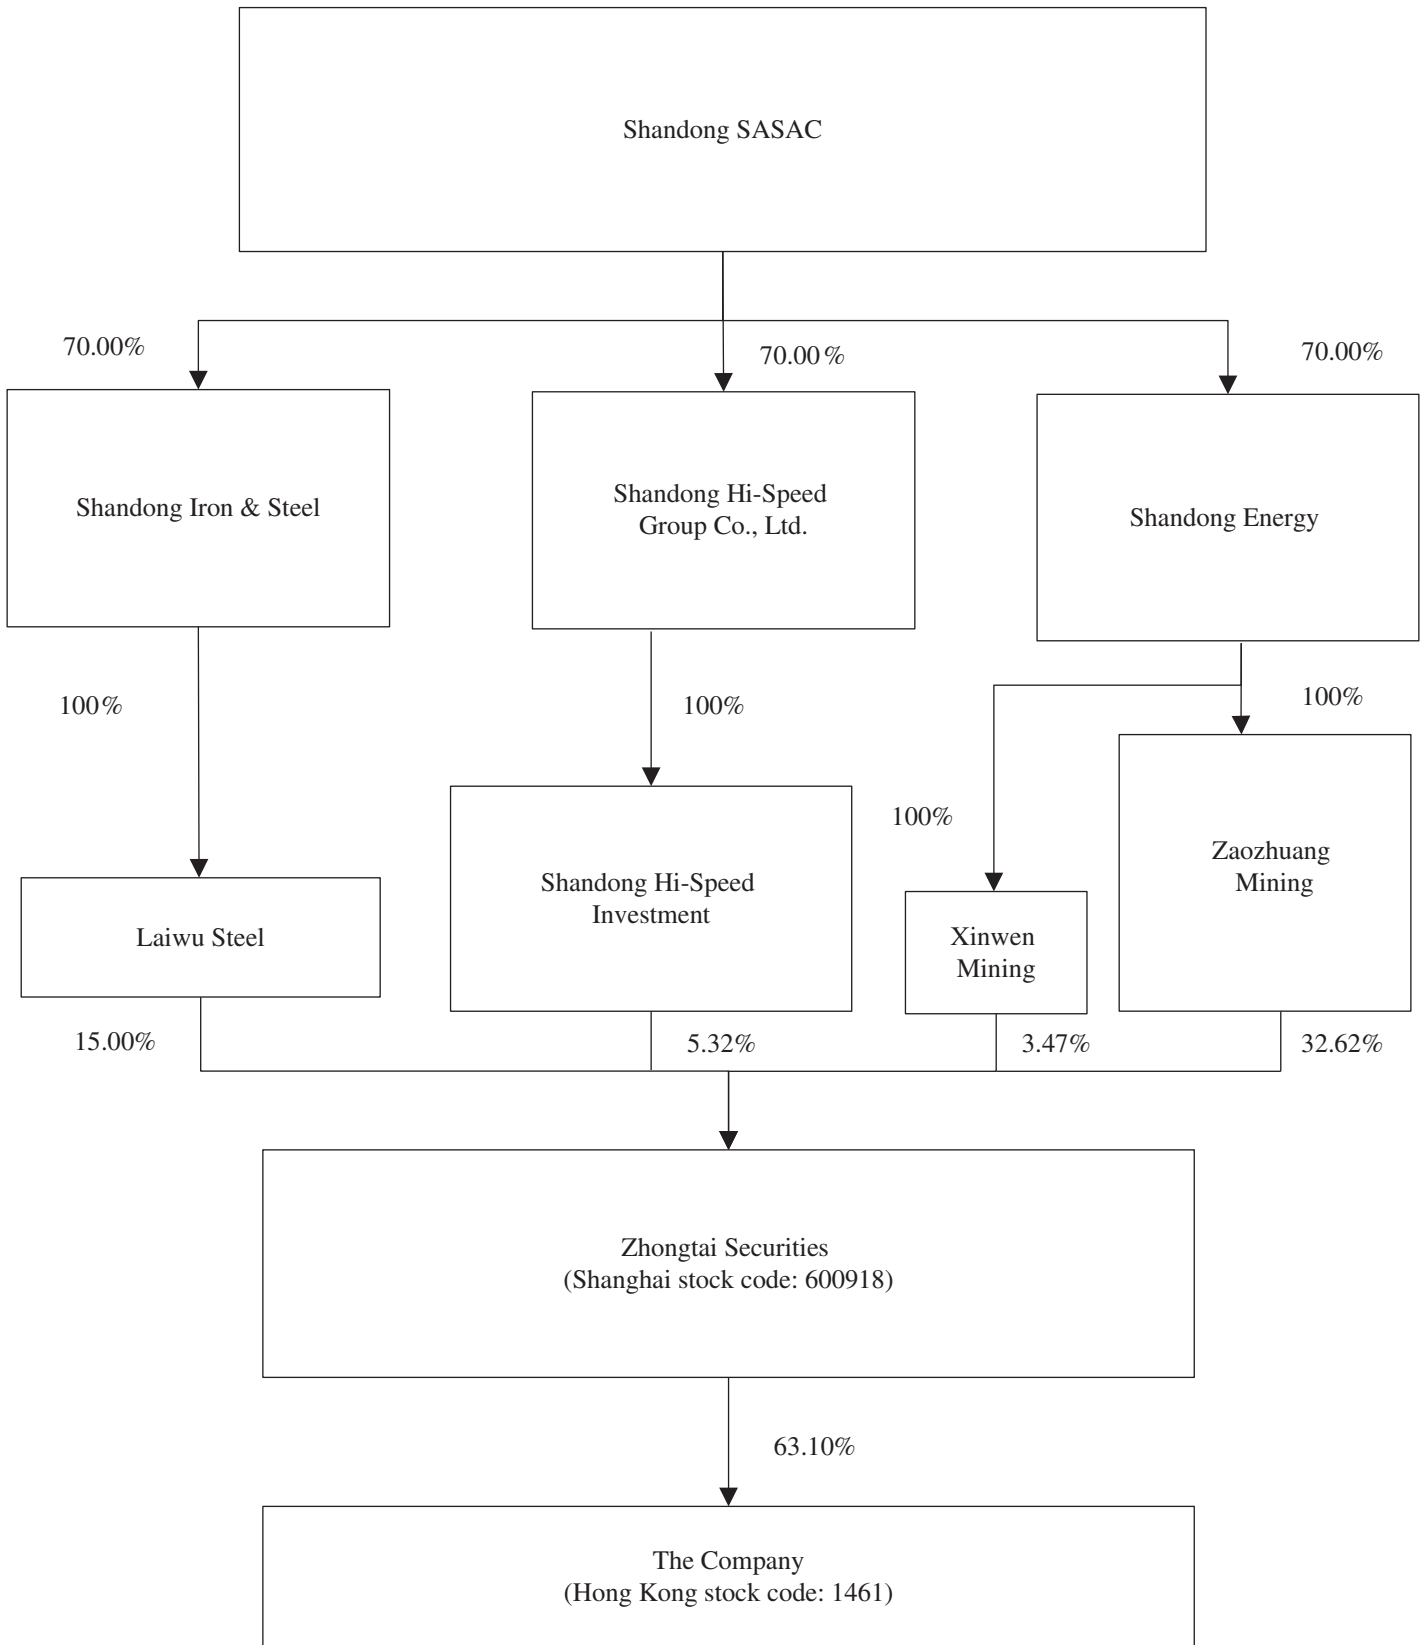 Shandong SASAC
70.00%
70.00%
70.00%
Shandong Iron & Steel
Shandong Hi-Speed
Group Co., Ltd.
Shandong Energy
100%
100%
100%
100%
Laiwu Steel
Shandong Hi-Speed
Investment
Xinwen
Mining
Zaozhuang
Mining
15.00%
5.32%
3.47%
32.62%
Zhongtai Securities
(Shanghai stock code: 600918)
63.10%
The Company
(Hong Kong stock code: 1461)